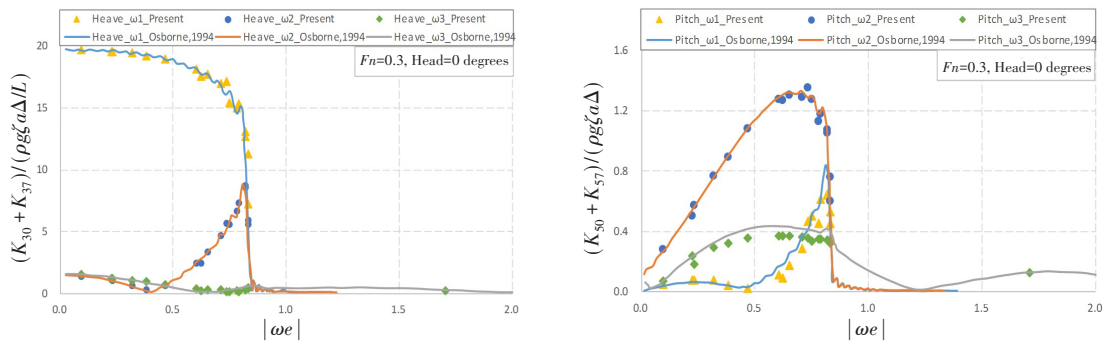 Heave_ω1_Present Heave_ω2_Present Heave_ω3_Present
Heave_ω1_Osborne,1994 Heave_ω2_Osborne,1994 Heave_ω3_Osborne,1994
20
Fn=0.3, Head=0 degrees
15
10
5
0
0.0 0.5 1.0 1.5 2.0
(K30 + K37)/(ρgζaΔ/L)
|ωe|
Pitch_ω1_Present Pitch_ω2_Present Pitch_ω3_Present
Pitch_ω1_Osborne,1994 Pitch_ω2_Osborne,1994 Pitch_ω3_Osborne,1994
1.6
Fn=0.3, Head=0 degrees
1.2
0.8
0.4
0.0
0.0 0.5 1.0 1.5 2.0
(K50 + K57)/(ρgζaΔ)
|ωe|